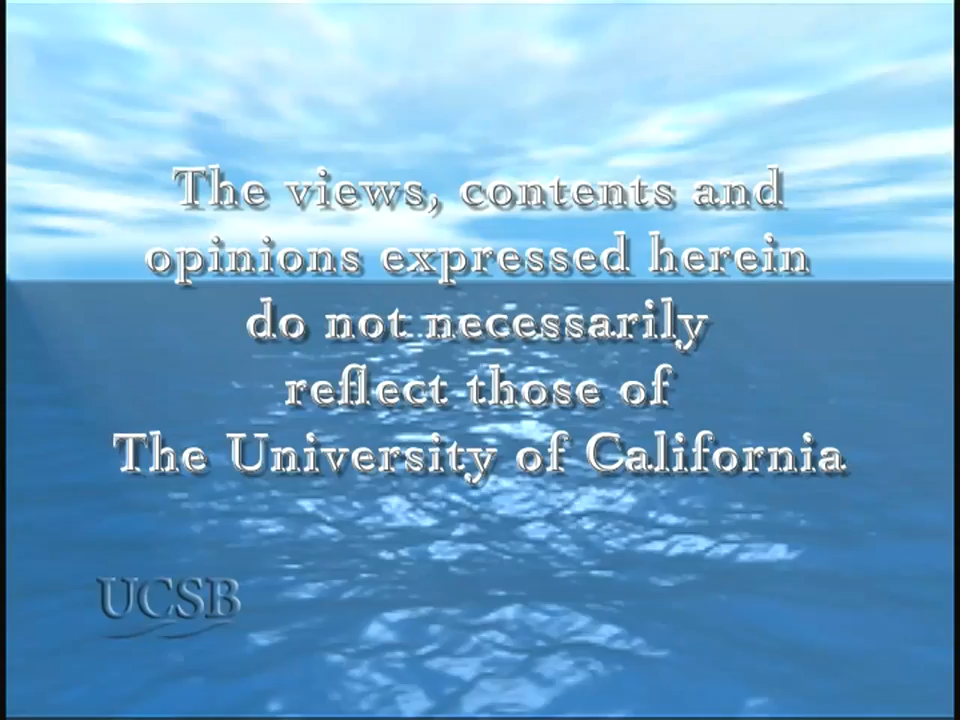 The views, contents and
opinions expressed herein
do not necessarily
reflect those of
The University of California
UCSB